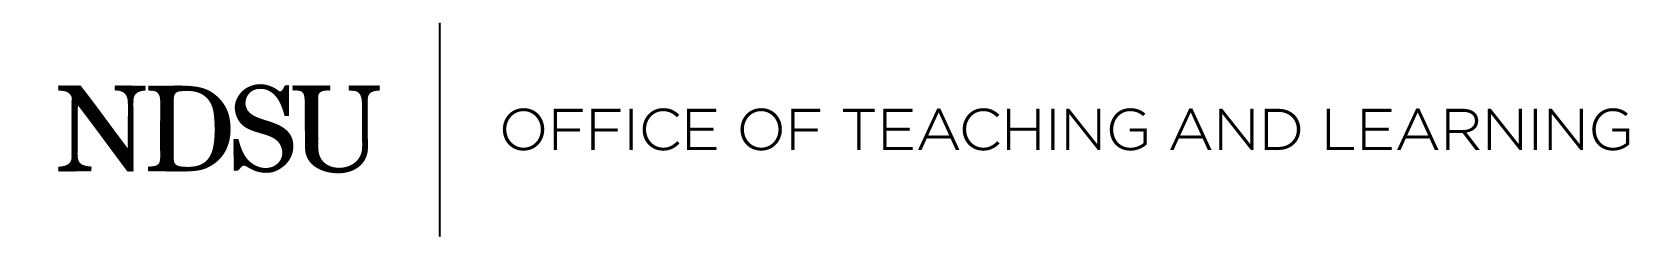 NDSU OFFICE OF TEACHING AND LEARNING